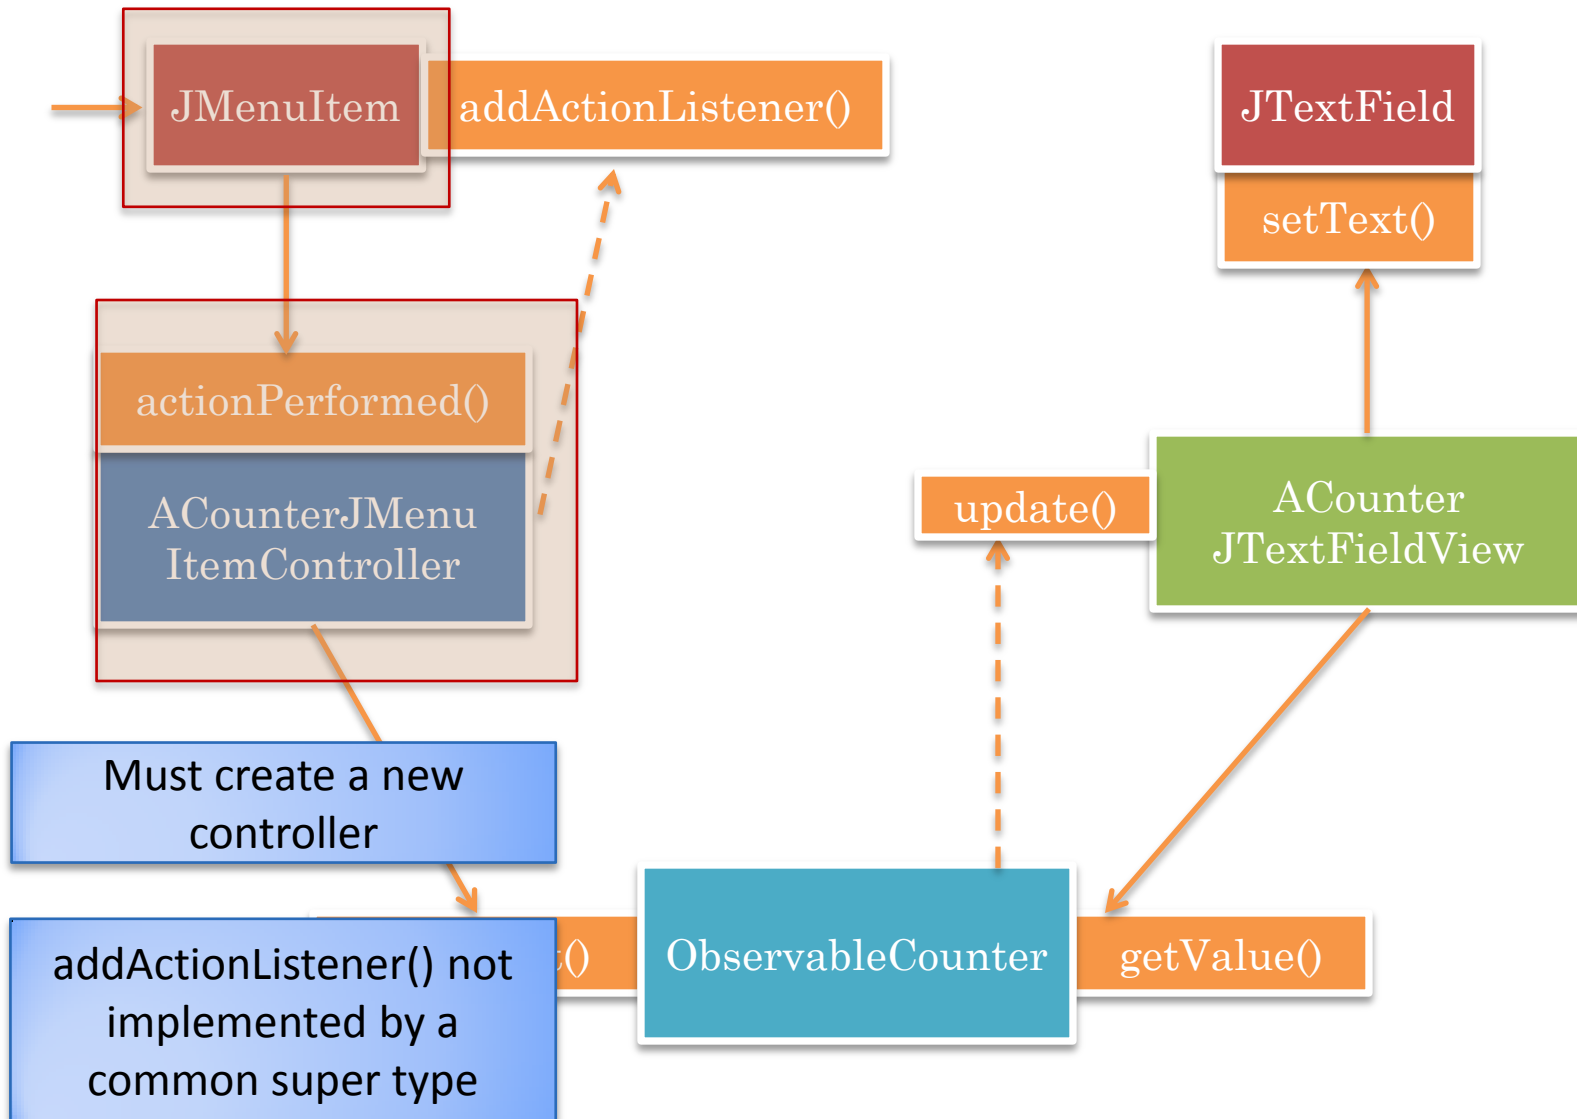 JMenuItem
addActionListener()
JTextField
setText()
actionPerformed()
ACounterJMenu
ItemController
update()
ACounter
JTextFieldView
Must create a new
controller
addActionListener() not
implemented by a
common super type
ObservableCounter
getValue()